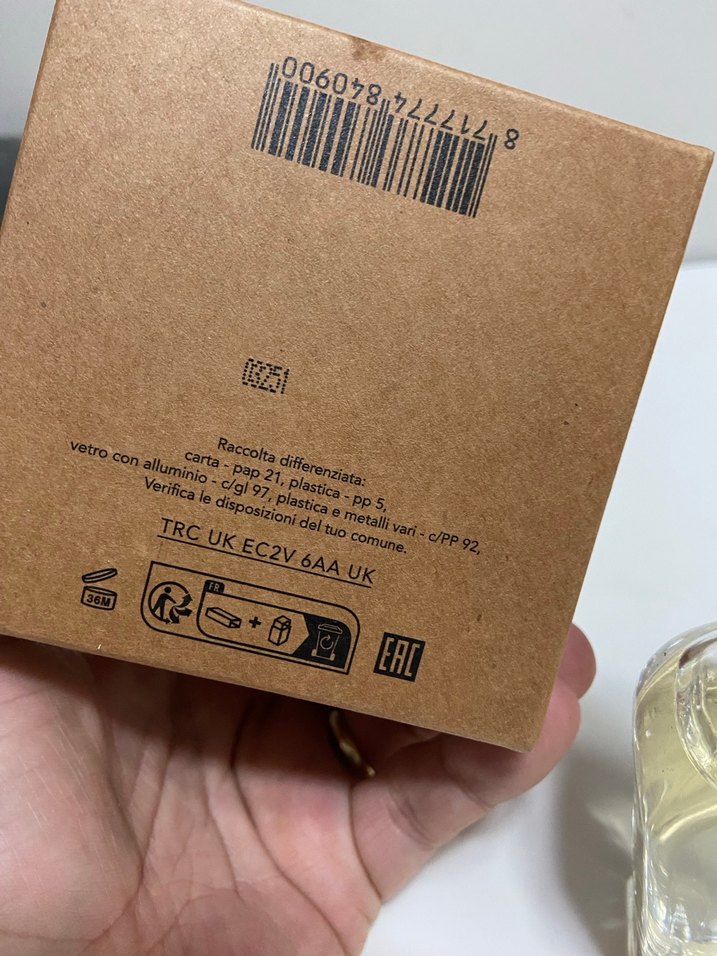 8 717774 840900
Raccolta differenziata:
carta - pap 21, plastica - pp 5,
vetro con alluminio - c/gl 97, plastica e metalli vari - c/PP 92,
Verifica le disposizioni del tuo comune.
TRC UK EC2V 6AA UK
36M
FR
EAC